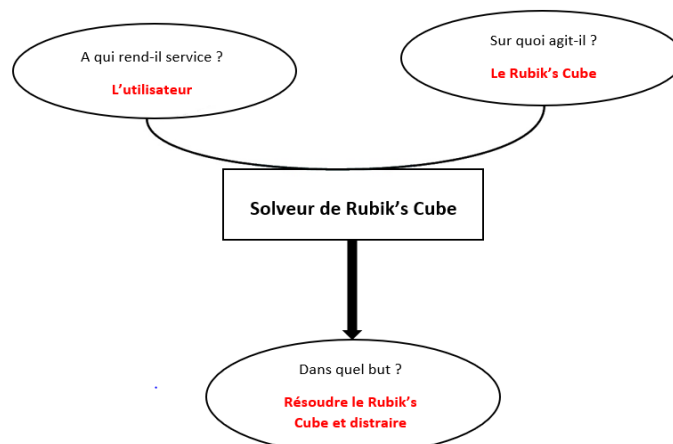 A qui rend-il service ?
L'utilisateur
Sur quoi agit-il ?
Le Rubik's Cube
Solveur de Rubik's Cube
Dans quel but ?
Résoudre le Rubik's
Cube et distraire